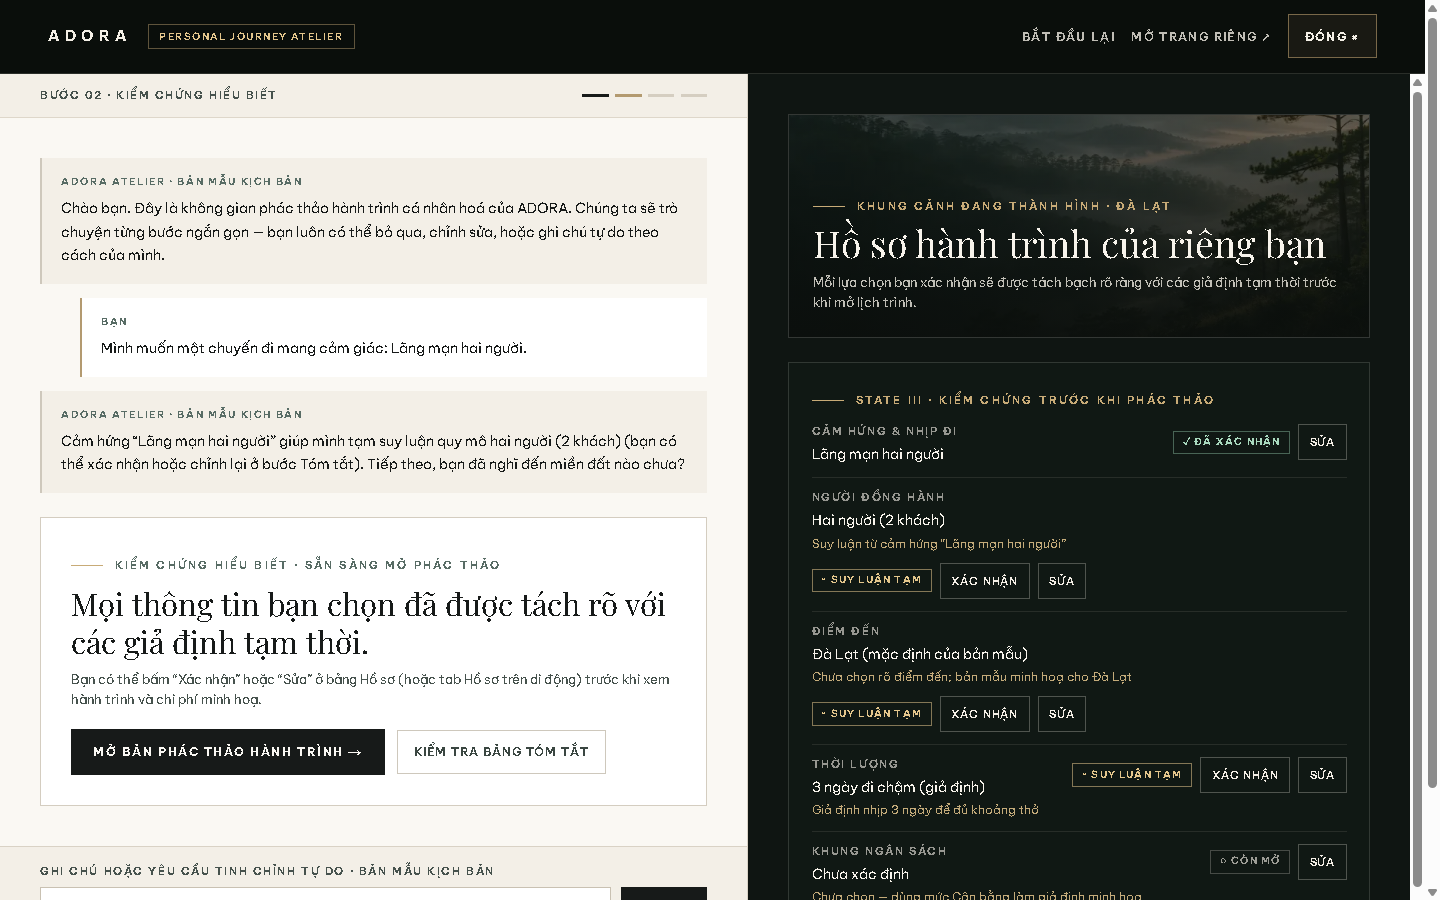 ADORA
PERSONAL JOURNEY ATELIER
BẮT ĐẦU LẠI
MỞ TRANG RIÊNG ↗
ĐÓNG ×
BƯỚC 02 · KIỂM CHỨNG HIỂU BIẾT
ADORA ATELIER · BẢN MẪU KỊCH BẢN
Chào bạn. Đây là không gian phác thảo hành trình cá nhân hoá của ADORA. Chúng ta sẽ trò
chuyện từng bước ngắn gọn — bạn luôn có thể bỏ qua, chỉnh sửa, hoặc ghi chú tự do theo
cách của mình.
BẠN
Mình muốn một chuyến đi mang cảm giác: Lãng mạn hai người.
ADORA ATELIER · BẢN MẪU KỊCH BẢN
Cảm hứng “Lãng mạn hai người” giúp mình tạm suy luận quy mô hai người (2 khách) (bạn có
thể xác nhận hoặc chỉnh lại ở bước Tóm tắt). Tiếp theo, bạn đã nghĩ đến miền đất nào chưa?
KIỂM CHỨNG HIỂU BIẾT · SẴN SÀNG MỞ PHÁC THẢO
Mọi thông tin bạn chọn đã được tách rõ với
các giả định tạm thời.
Bạn có thể bấm “Xác nhận” hoặc “Sửa” ở bảng Hồ sơ (hoặc tab Hồ sơ trên di động) trước khi xem
hành trình và chi phí minh hoạ.
MỞ BẢN PHÁC THẢO HÀNH TRÌNH →
KIỂM TRA BẢNG TÓM TẮT
GHI CHÚ HOẶC YÊU CẦU TINH CHỈNH TỰ DO · BẢN MẪU KỊCH BẢN
KHUNG CẢNH ĐANG THÀNH HÌNH · ĐÀ LẠT
Hồ sơ hành trình của riêng bạn
Mỗi lựa chọn bạn xác nhận sẽ được tách bạch rõ ràng với các giả định tạm thời trước
khi mở lịch trình.
STATE III · KIỂM CHỨNG TRƯỚC KHI PHÁC THẢO
CẢM HỨNG & NHỊP ĐI
Lãng mạn hai người
✓ ĐÃ XÁC NHẬN
SỬA
NGƯỜI ĐỒNG HÀNH
Hai người (2 khách)
Suy luận từ cảm hứng “Lãng mạn hai người”
~ SUY LUẬN TẠM
XÁC NHẬN
SỬA
ĐIỂM ĐẾN
Đà Lạt (mặc định của bản mẫu)
Chưa chọn rõ điểm đến; bản mẫu minh hoạ cho Đà Lạt
~ SUY LUẬN TẠM
XÁC NHẬN
SỬA
THỜI LƯỢNG
3 ngày đi chậm (giả định)
Giả định nhịp 3 ngày để đủ khoảng thở
~ SUY LUẬN TẠM
XÁC NHẬN
SỬA
KHUNG NGÂN SÁCH
Chưa xác định
Chưa chọn — dùng mức Cân bằng làm giả định minh hoạ
○ CÒN MỞ
SỬA